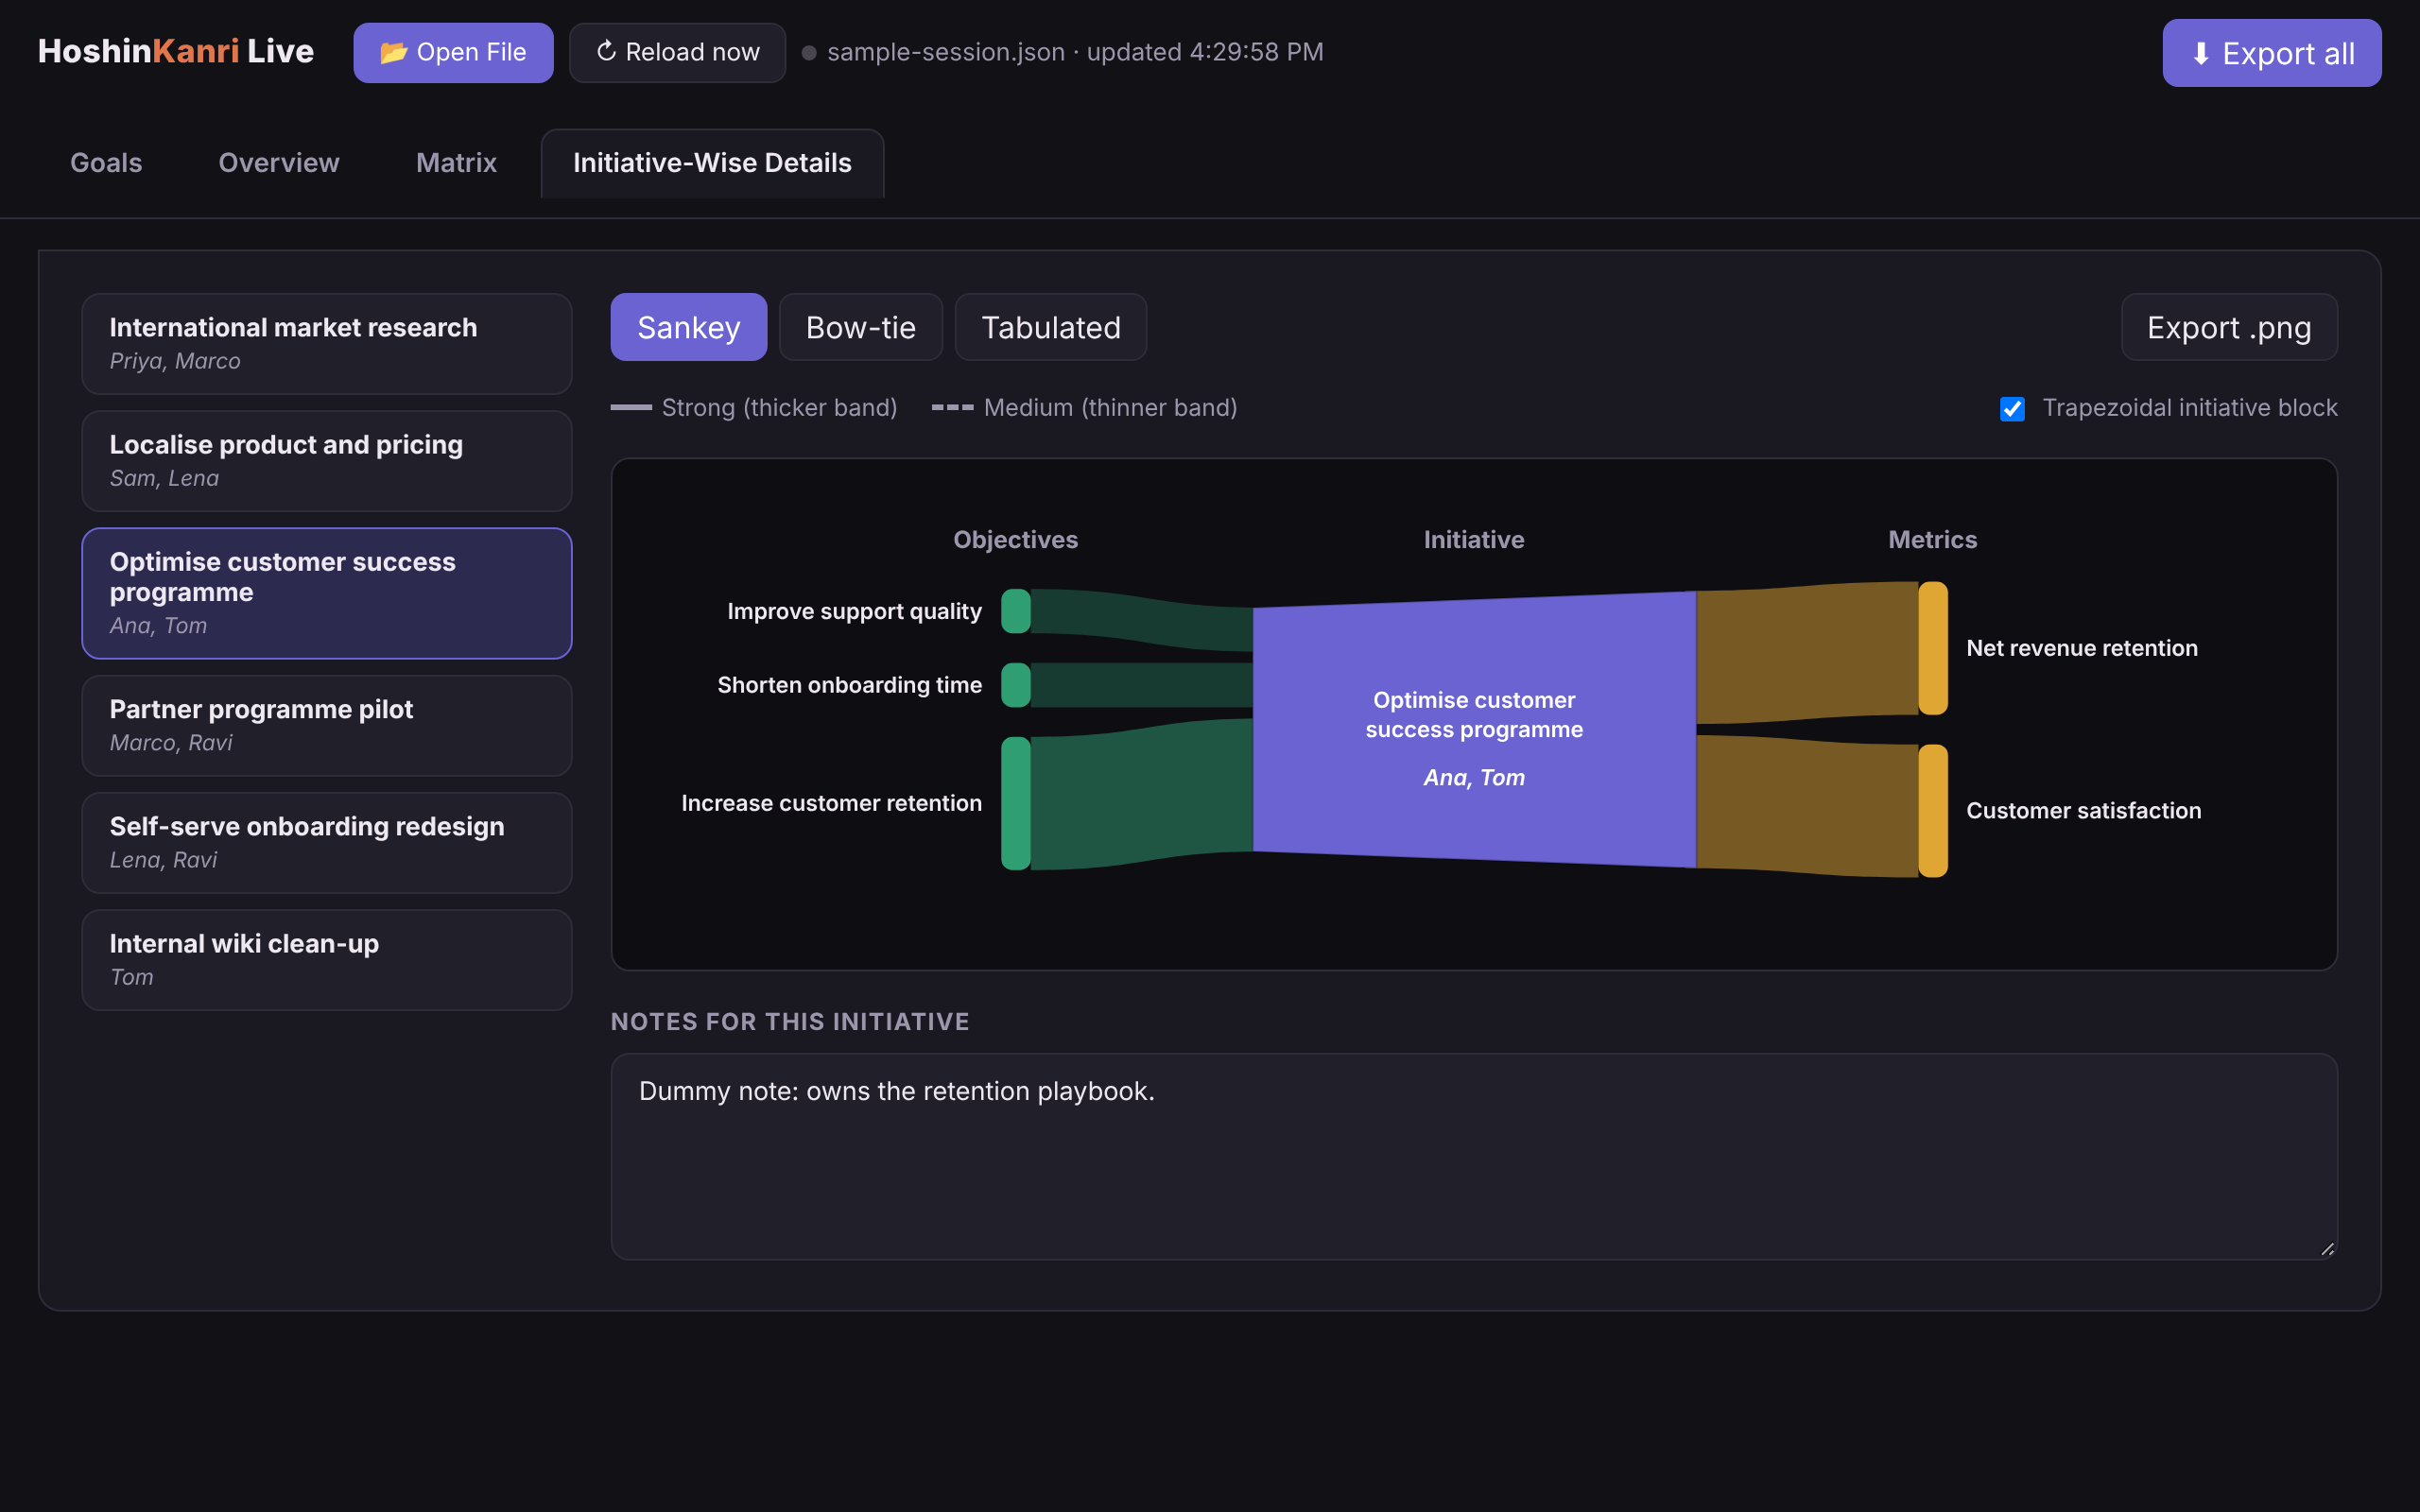 HoshinKanri Live
📂 Open File
↻ Reload now
sample-session.json · updated 4:29:58 PM
⬇ Export all
Goals
Overview
Matrix
Initiative-Wise Details
International market research
Priya, Marco
Localise product and pricing
Sam, Lena
Optimise customer success
programme
Ana, Tom
Partner programme pilot
Marco, Ravi
Self-serve onboarding redesign
Lena, Ravi
Internal wiki clean-up
Tom
Sankey
Bow-tie
Tabulated
Export .png
Strong (thicker band)
Medium (thinner band)
Trapezoidal initiative block
Objectives
Initiative
Metrics
Improve support quality
Shorten onboarding time
Increase customer retention
Optimise customer
success programme
Ana, Tom
Net revenue retention
Customer satisfaction
NOTES FOR THIS INITIATIVE
Dummy note: owns the retention playbook.